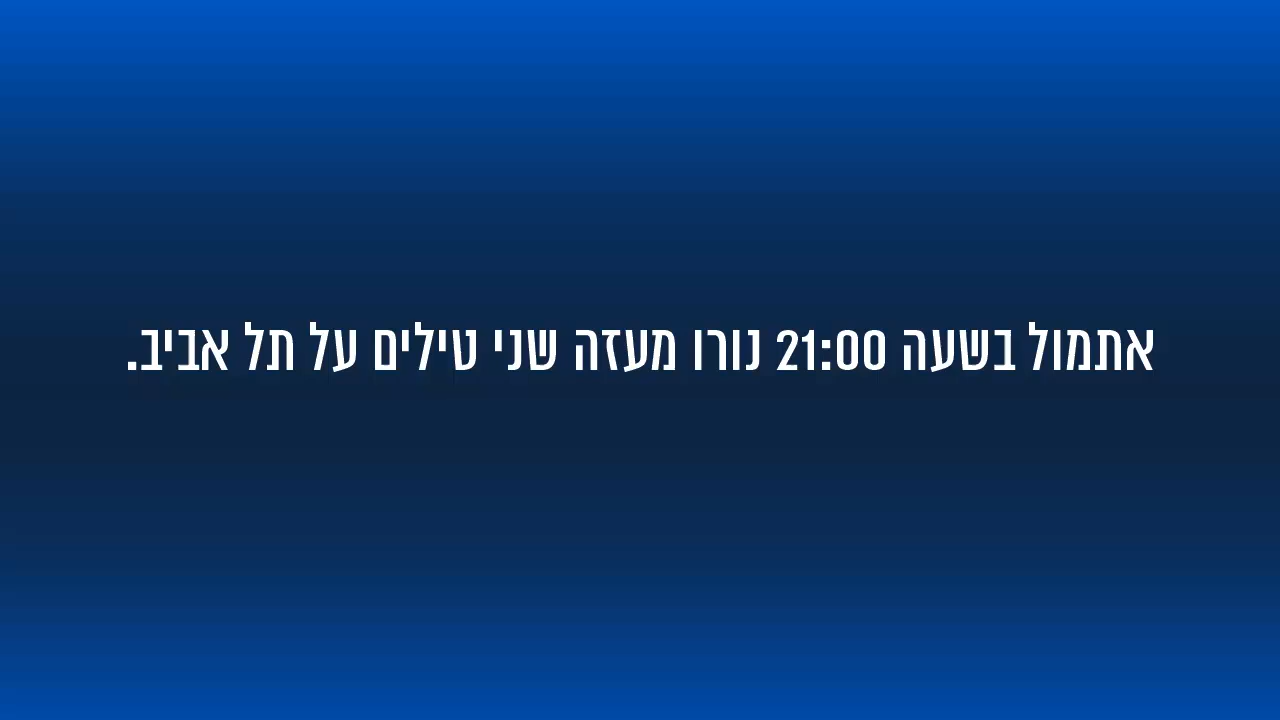 אתמול בשעה 21:00 נורו מעזה שני טילים על תל אביב.